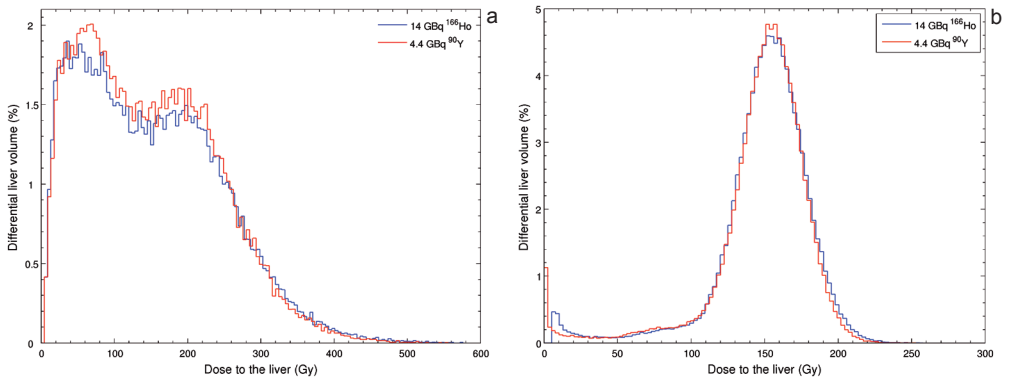 a
14 GBq ¹⁶⁶Ho
4.4 GBq ⁹⁰Y
Differential liver volume (%)
2
1.5
1
0.5
0
0 100 200 300 400 500 600
Dose to the liver (Gy)
b
14 GBq ¹⁶⁶Ho
4.4 GBq ⁹⁰Y
Differential liver volume (%)
5
4
3
2
1
0
0 50 100 150 200 250 300
Dose to the liver (Gy)